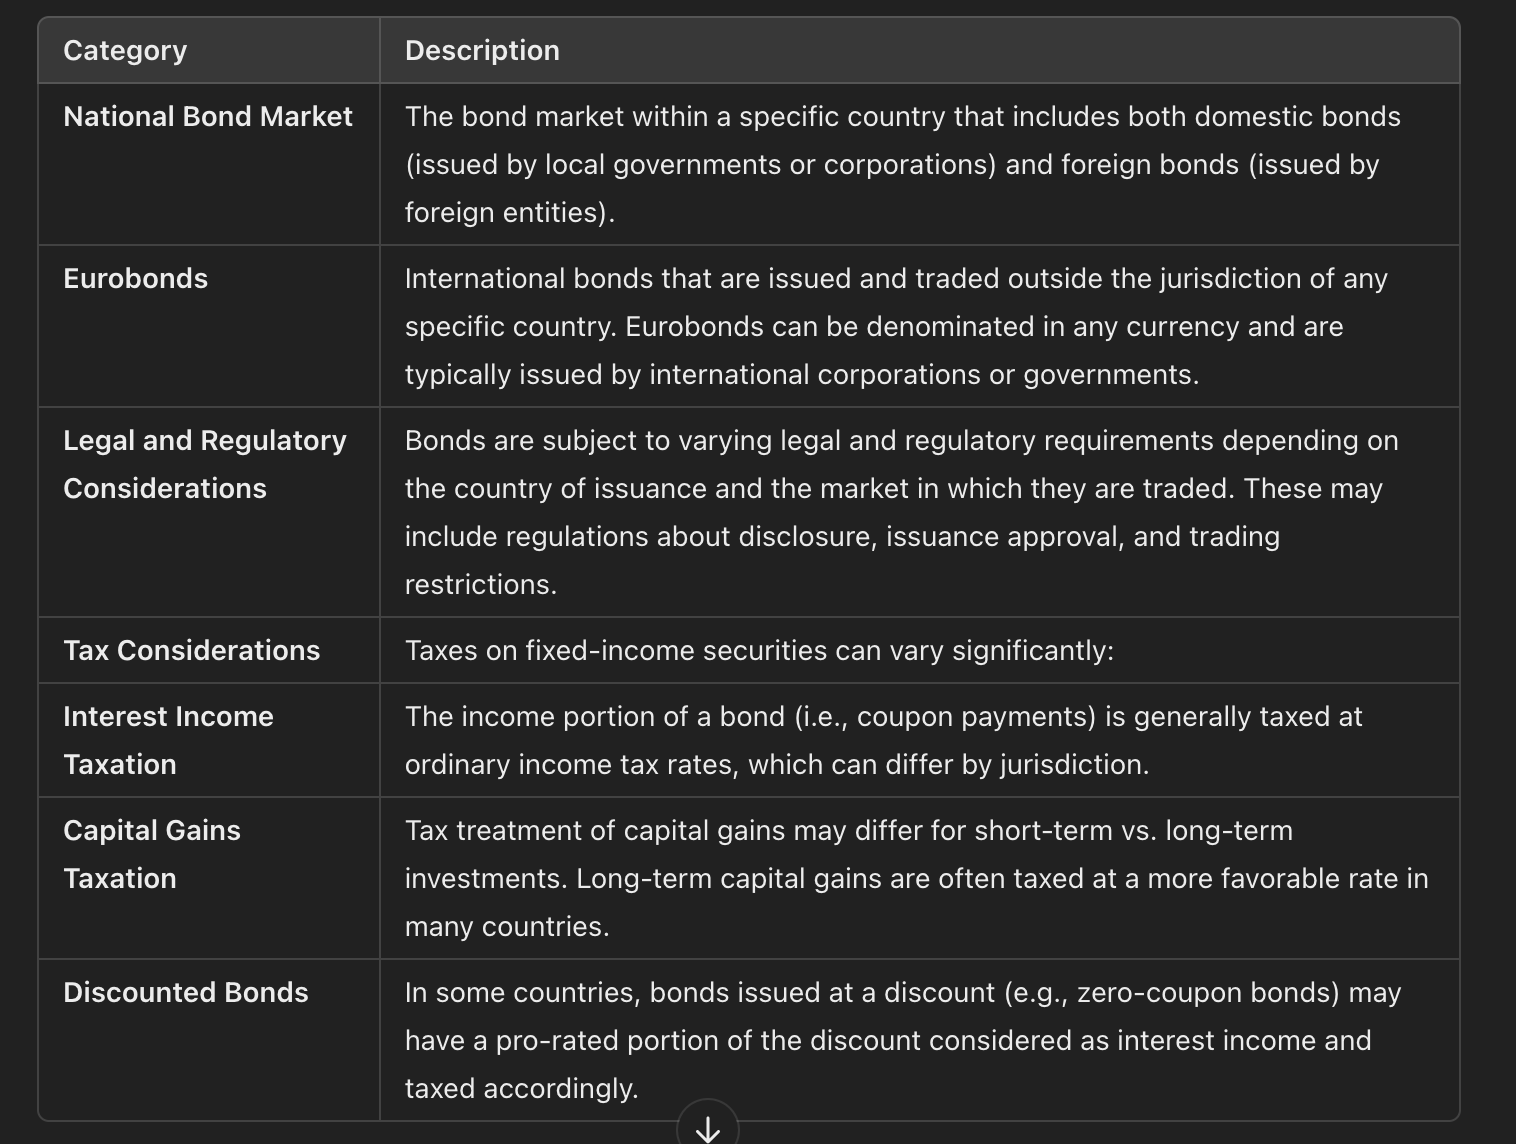 Category
Description
National Bond Market
The bond market within a specific country that includes both domestic bonds
(issued by local governments or corporations) and foreign bonds (issued by
foreign entities).
Eurobonds
International bonds that are issued and traded outside the jurisdiction of any
specific country. Eurobonds can be denominated in any currency and are
typically issued by international corporations or governments.
Legal and Regulatory
Considerations
Bonds are subject to varying legal and regulatory requirements depending on
the country of issuance and the market in which they are traded. These may
include regulations about disclosure, issuance approval, and trading
restrictions.
Tax Considerations
Taxes on fixed-income securities can vary significantly:
Interest Income
Taxation
The income portion of a bond (i.e., coupon payments) is generally taxed at
ordinary income tax rates, which can differ by jurisdiction.
Capital Gains
Taxation
Tax treatment of capital gains may differ for short-term vs. long-term
investments. Long-term capital gains are often taxed at a more favorable rate in
many countries.
Discounted Bonds
In some countries, bonds issued at a discount (e.g., zero-coupon bonds) may
have a pro-rated portion of the discount considered as interest income and
taxed accordingly.